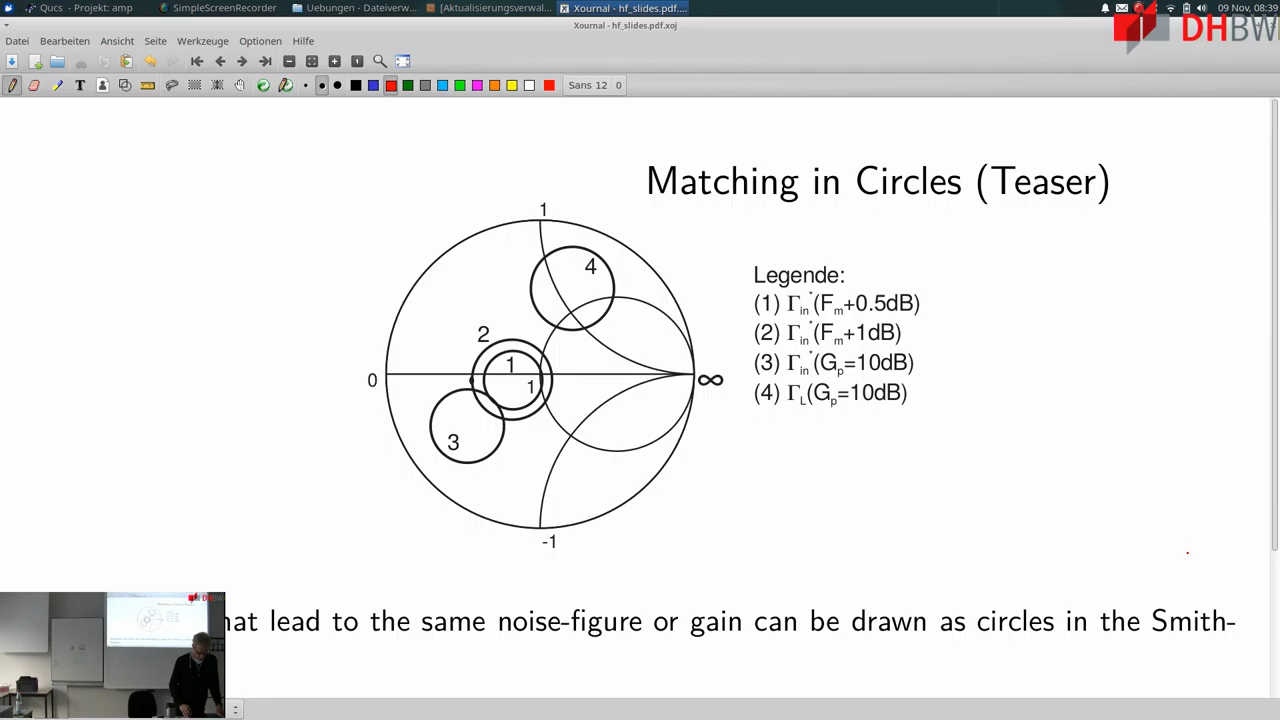 Qucs - Projekt: amp
SimpleScreenRecorder
Uebungen - Dateiverw...
[Aktualisierungsverwal...
Xournal - hf_slides.pdf....
09 Nov, 08:39
Xournal - hf_slides.pdf.xoj
DHBW
Datei Bearbeiten Ansicht Seite Werkzeuge Optionen Hilfe
Sans 12 0
Matching in Circles (Teaser)
1
4
2
1
1
0
∞
3
-1
Legende:
(1) Γin*(Fm+0.5dB)
(2) Γin*(Fm+1dB)
(3) Γin*(Gp=10dB)
(4) ΓL(Gp=10dB)
hat lead to the same noise-figure or gain can be drawn as circles in the Smith-